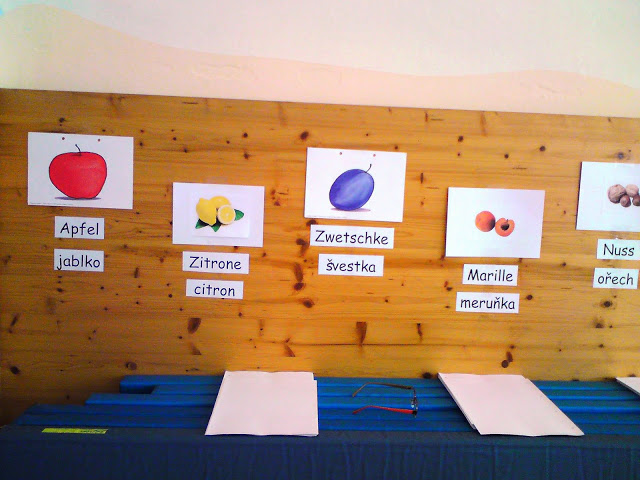 Apfel
jablko
Zitrone
citron
Zwetschke
švestka
Marille
meruňka
Nuss
ořech